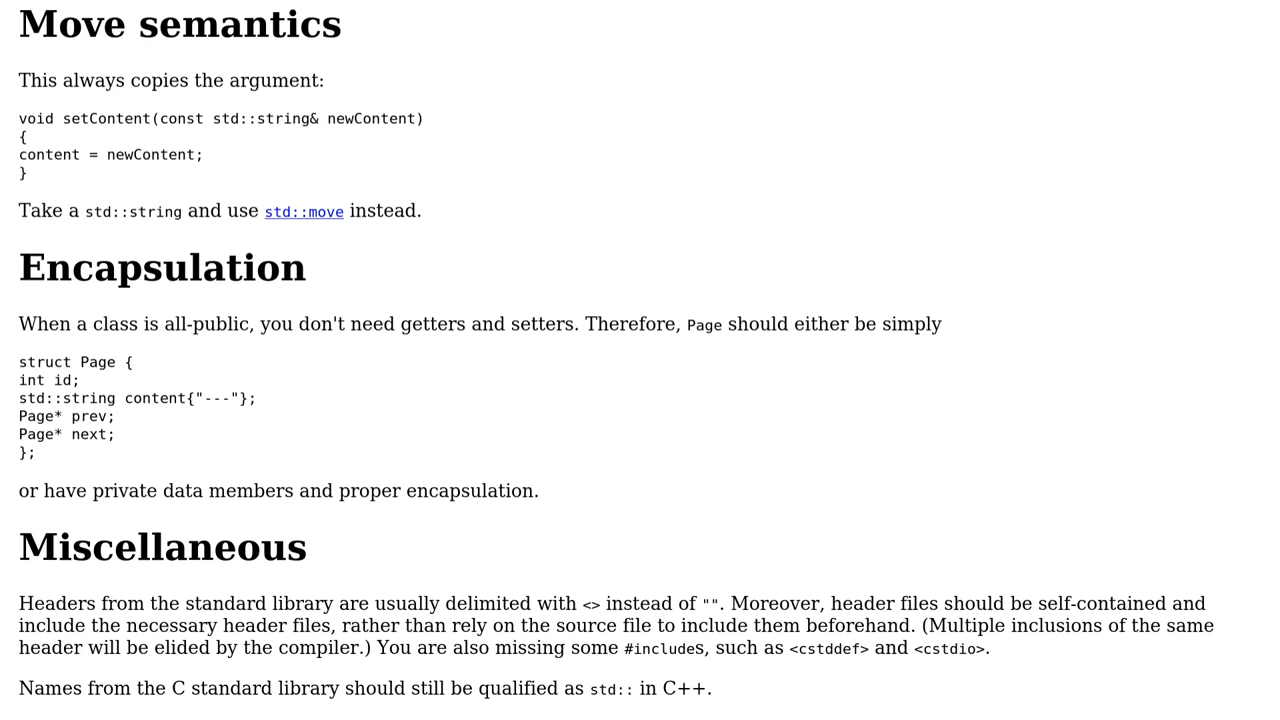 Move semantics
This always copies the argument:
void setContent(const std::string& newContent)
{
content = newContent;
}
Take a std::string and use std::move instead.
Encapsulation
When a class is all-public, you don't need getters and setters. Therefore, Page should either be simply
struct Page {
int id;
std::string content{"---"};
Page* prev;
Page* next;
};
or have private data members and proper encapsulation.
Miscellaneous
Headers from the standard library are usually delimited with <> instead of "". Moreover, header files should be self-contained and
include the necessary header files, rather than rely on the source file to include them beforehand. (Multiple inclusions of the same
header will be elided by the compiler.) You are also missing some #includes, such as <cstddef> and <cstdio>.
Names from the C standard library should still be qualified as std:: in C++.